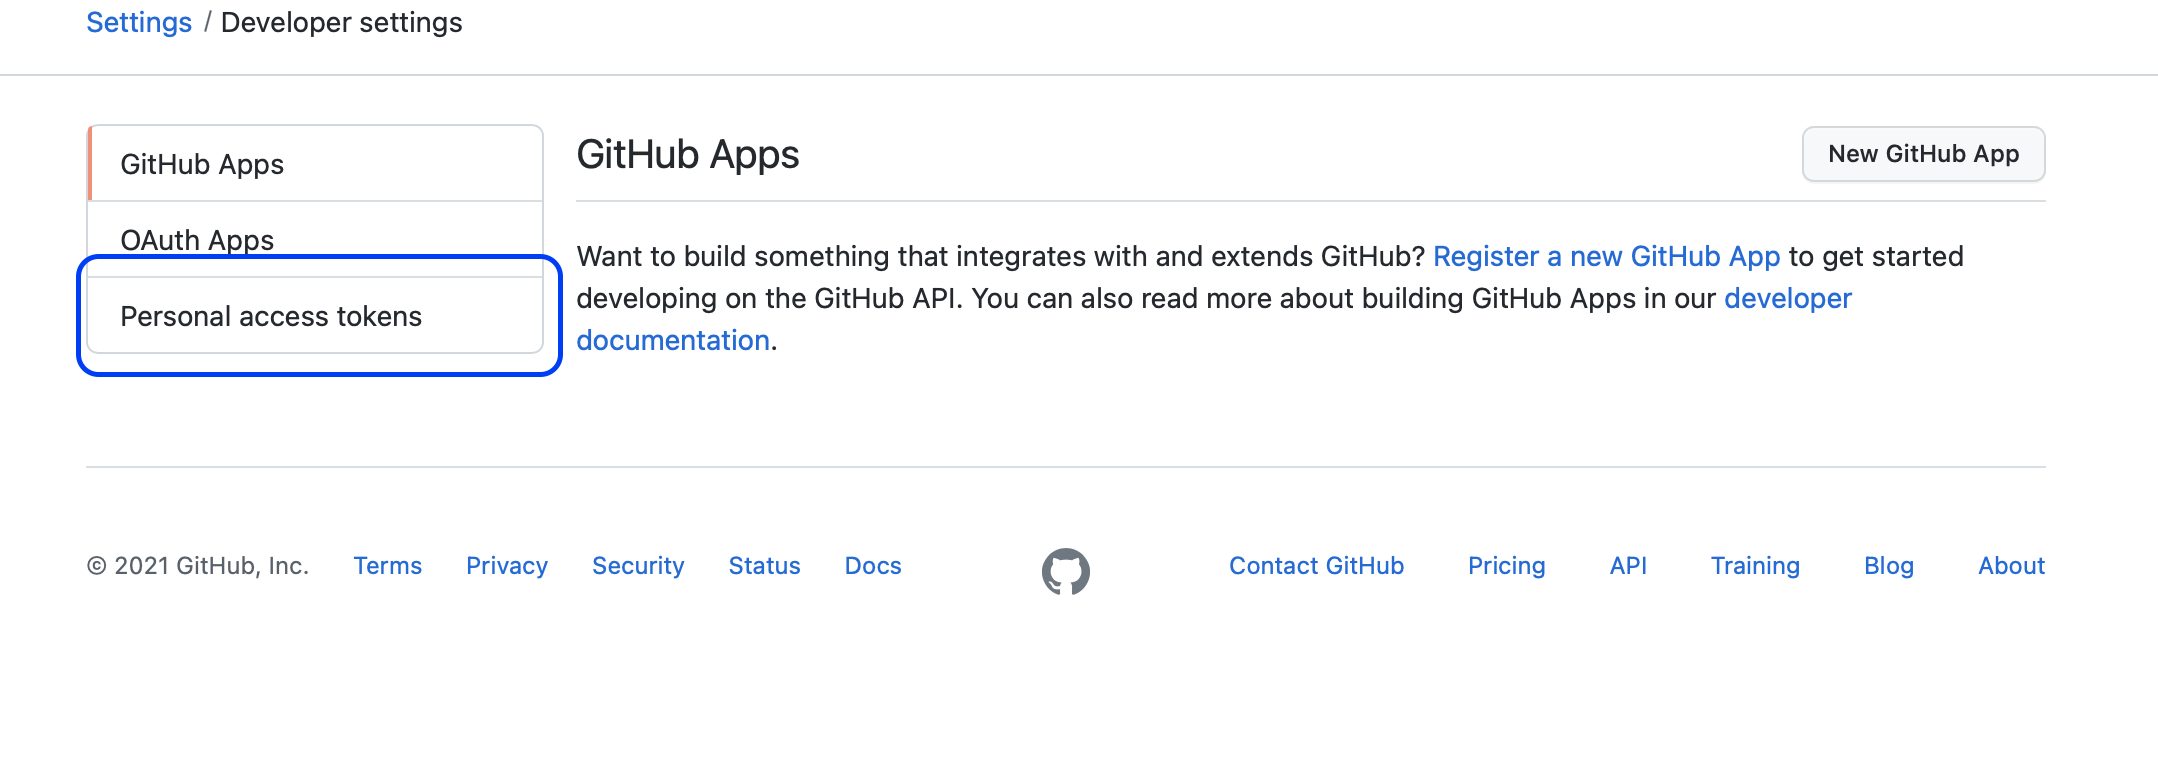 Settings / Developer settings
GitHub Apps
OAuth Apps
Personal access tokens
GitHub Apps
New GitHub App
Want to build something that integrates with and extends GitHub? Register a new GitHub App to get started
developing on the GitHub API. You can also read more about building GitHub Apps in our developer
documentation.
© 2021 GitHub, Inc. Terms Privacy Security Status Docs Contact GitHub Pricing API Training Blog About